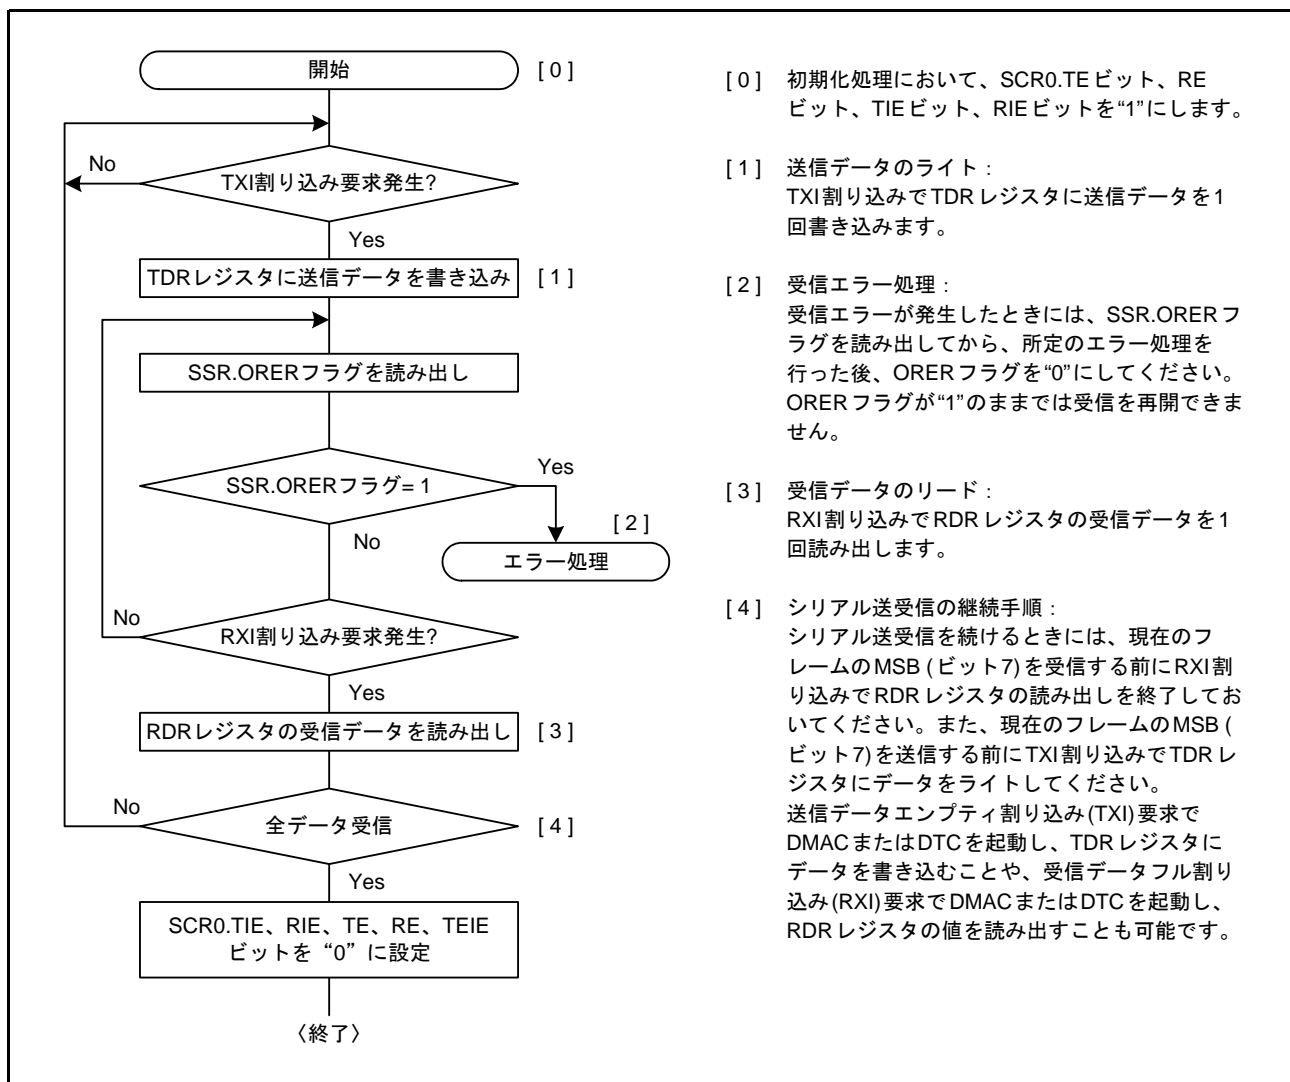 開始
[ 0 ]
No
TXI割り込み要求発生?
Yes
TDRレジスタに送信データを書き込み
[ 1 ]
SSR.ORERフラグを読み出し
SSR.ORERフラグ= 1
Yes
[ 2 ]
No
エラー処理
No
RXI割り込み要求発生?
Yes
RDRレジスタの受信データを読み出し
[ 3 ]
No
全データ受信
[ 4 ]
Yes
SCR0.TIE、RIE、TE、RE、TEIE
ビットを“0”に設定
〈終了〉
[ 0 ] 初期化処理において、SCR0.TEビット、RE
ビット、TIEビット、RIEビットを“1”にします。
[ 1 ] 送信データのライト：
TXI割り込みでTDRレジスタに送信データを1
回書き込みます。
[ 2 ] 受信エラー処理：
受信エラーが発生したときには、SSR.ORERフ
ラグを読み出してから、所定のエラー処理を
行った後、ORERフラグを“0”にしてください。
ORERフラグが“1”のままでは受信を再開できま
せん。
[ 3 ] 受信データのリード：
RXI割り込みでRDRレジスタの受信データを1
回読み出します。
[ 4 ] シリアル送受信の継続手順：
シリアル送受信を続けるときには、現在のフ
レームのMSB (ビット7)を受信する前にRXI割
り込みでRDRレジスタの読み出しを終了してお
いてください。また、現在のフレームのMSB (
ビット7)を送信する前にTXI割り込みでTDRレ
ジスタにデータをライトしてください。
送信データエンプティ割り込み(TXI)要求で
DMACまたはDTCを起動し、TDRレジスタに
データを書き込むことや、受信データフル割り
込み(RXI)要求でDMACまたはDTCを起動し、
RDRレジスタの値を読み出すことも可能です。